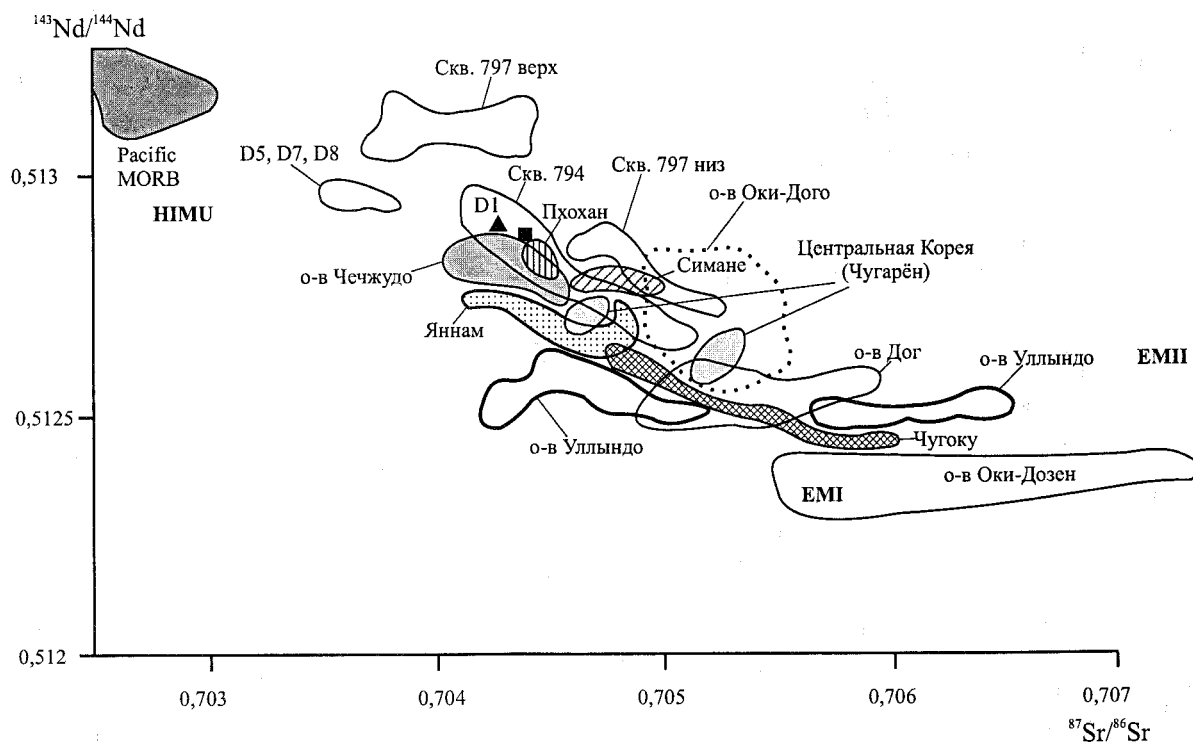 ¹⁴³Nd/¹⁴⁴Nd
Скв. 797 верх
Pacific
MORB
D5, D7, D8
Скв. 794
Скв. 797 низ
0,513
HIMU
D1
Пхохан
о-в Оки-Дого
о-в Чечжудо
Симане
Центральная Корея
(Чугарён)
Яннам
о-в Дог
EMII
о-в Уллындо
0,5125
о-в Уллындо
Чугоку
EMI
о-в Оки-Дозен
0,512
0,703
0,704
0,705
0,706
0,707
⁸⁷Sr/⁸⁶Sr